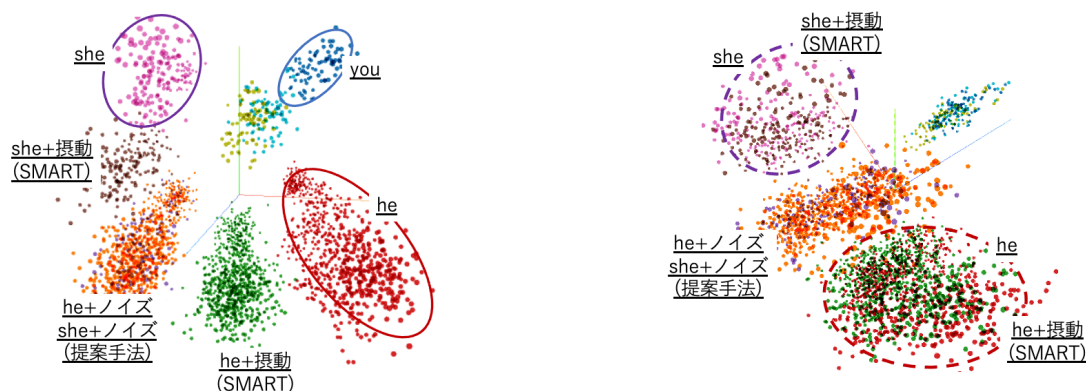 she
you
she+摂動
(SMART)
he
he+ノイズ
she+ノイズ
(提案手法)
he+摂動
(SMART)
she+摂動
(SMART)
she
he+ノイズ
she+ノイズ
(提案手法)
he
he+摂動
(SMART)